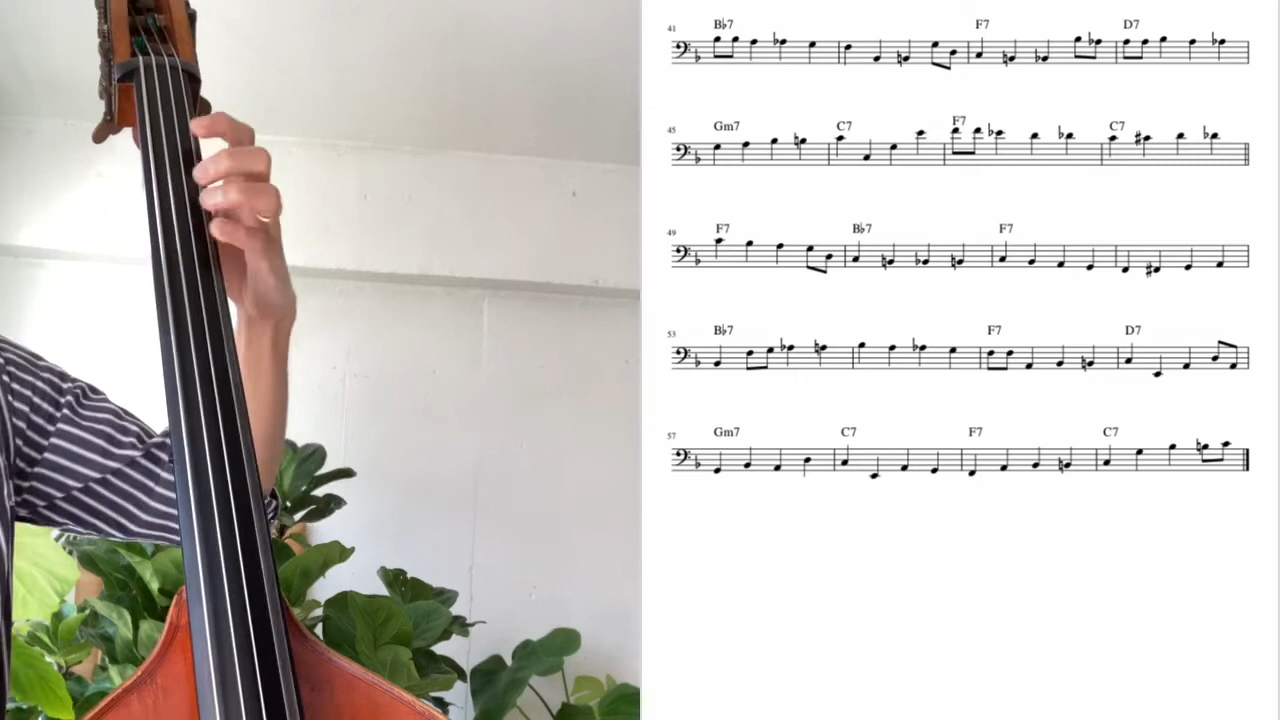 B♭7 F7 D7
41
Gm7 C7 F7 C7
45
F7 B♭7 F7
49
B♭7 F7 D7
53
Gm7 C7 F7 C7
57